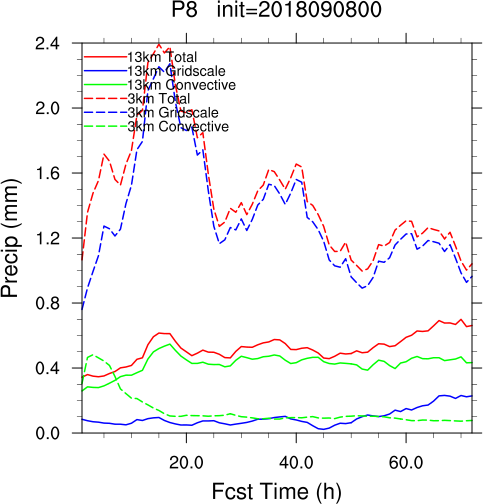 P8 init=2018090800
2.4
13km Total
13km Gridscale
13km Convective
3km Total
3km Gridscale
3km Convective
2.0
1.6
1.2
0.8
0.4
0.0
Precip (mm)
20.0 40.0 60.0
Fcst Time (h)